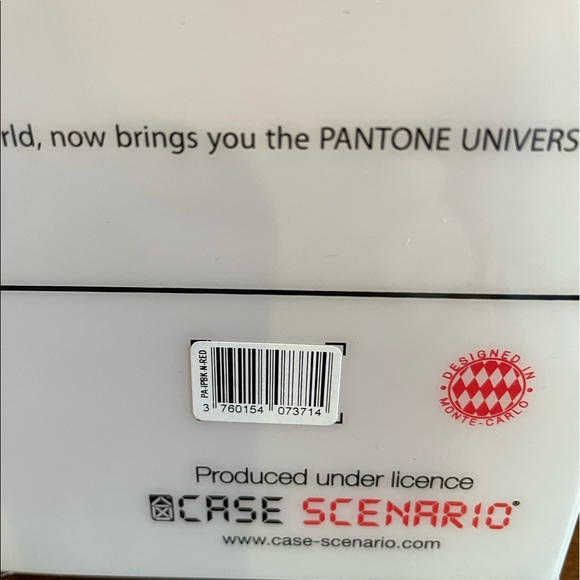 rld, now brings you the PANTONE UNIVERS
PA-IPBK-N-RED
3 760154 073714
DESIGNED IN
MONTE-CARLO
Produced under licence
CASE SCENARIO®
www.case-scenario.com